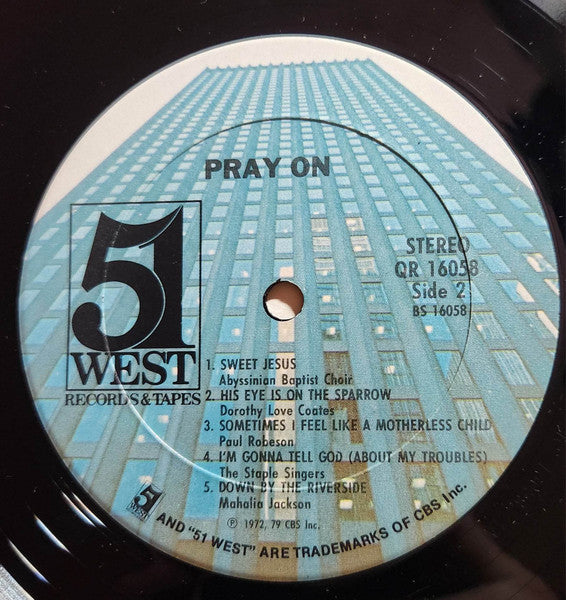 PRAY ON
51
WEST
RECORDS & TAPES
STEREO
QR 16058
Side 2
BS 16058
1. SWEET JESUS
Abyssinian Baptist Choir
2. HIS EYE IS ON THE SPARROW
Dorothy Love Coates
3. SOMETIMES I FEEL LIKE A MOTHERLESS CHILD
Paul Robeson
4. I'M GONNA TELL GOD (ABOUT MY TROUBLES)
The Staple Singers
5. DOWN BY THE RIVERSIDE
Mahalia Jackson
℗ 1972, 79 CBS Inc.
51 WEST AND "51 WEST" ARE TRADEMARKS OF CBS Inc.